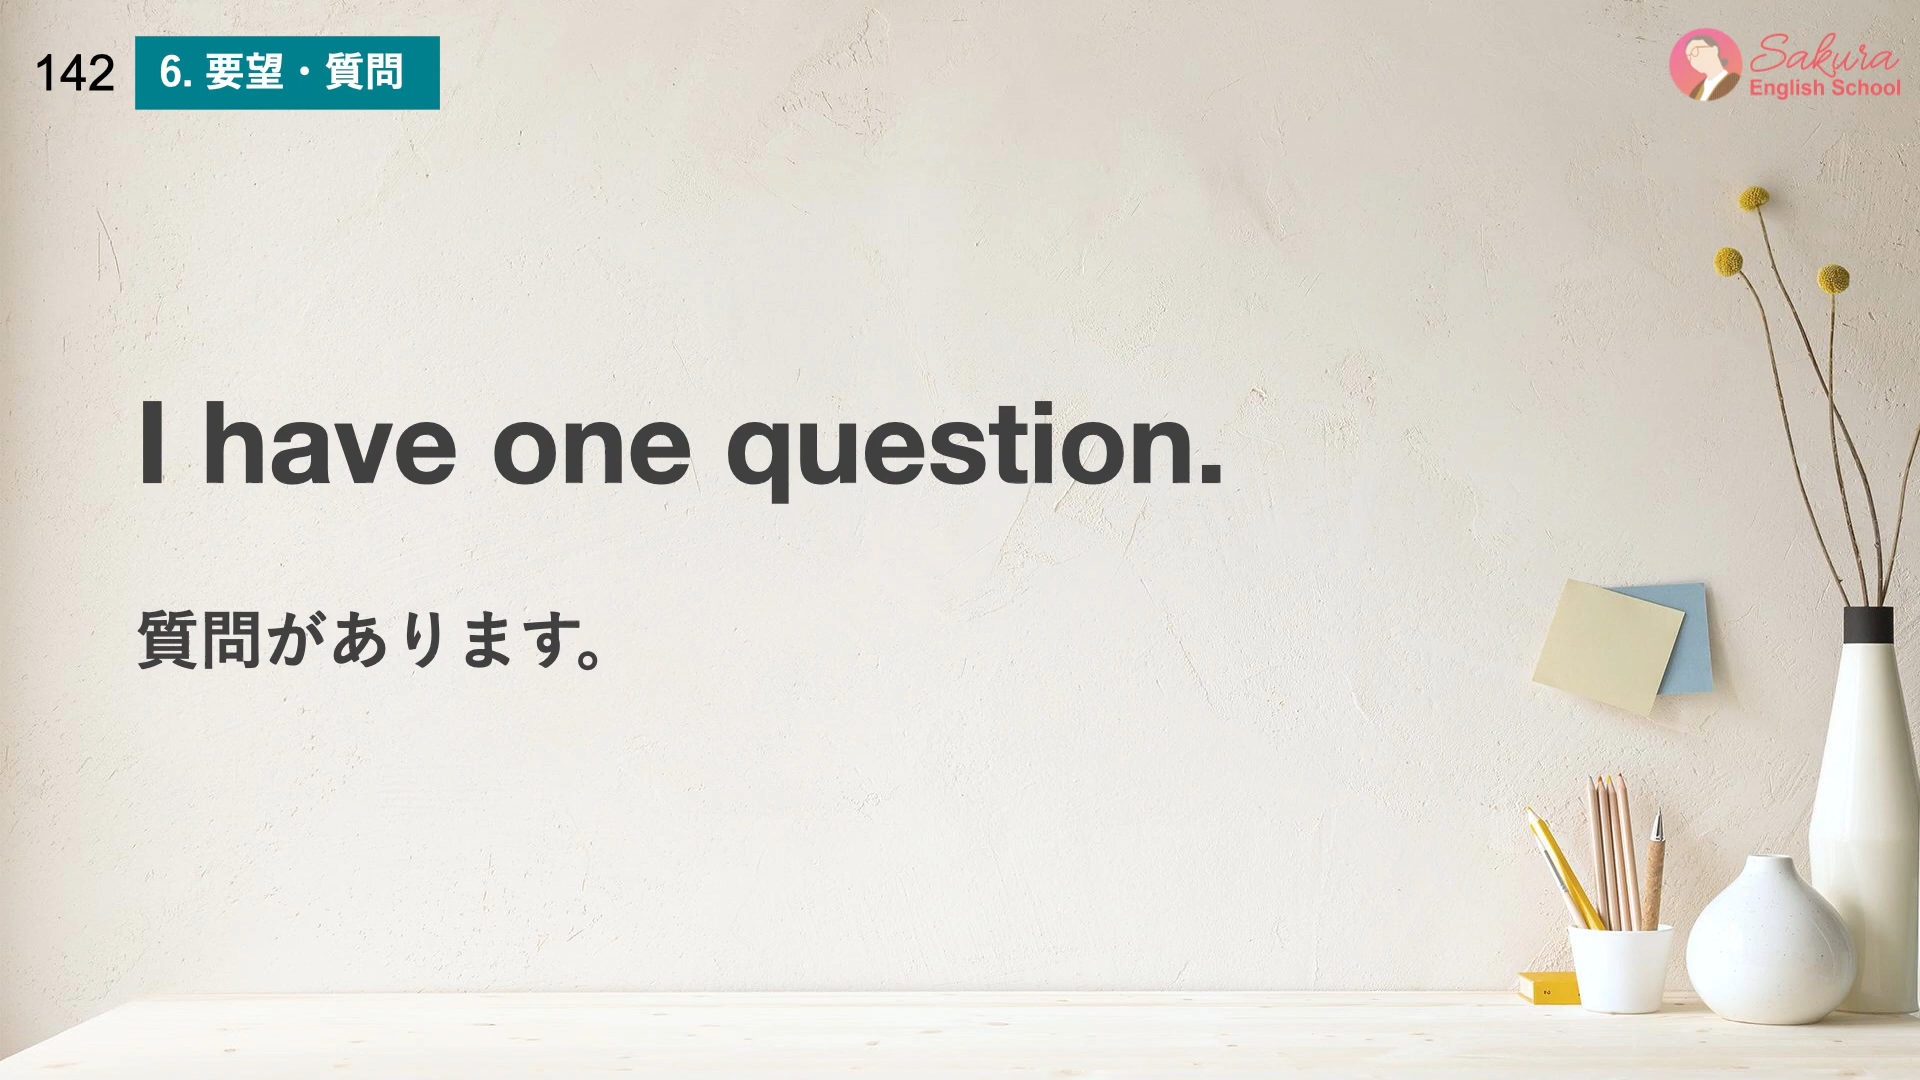 142
6. 要望・質問
Sakura
English School
I have one question.
質問があります。